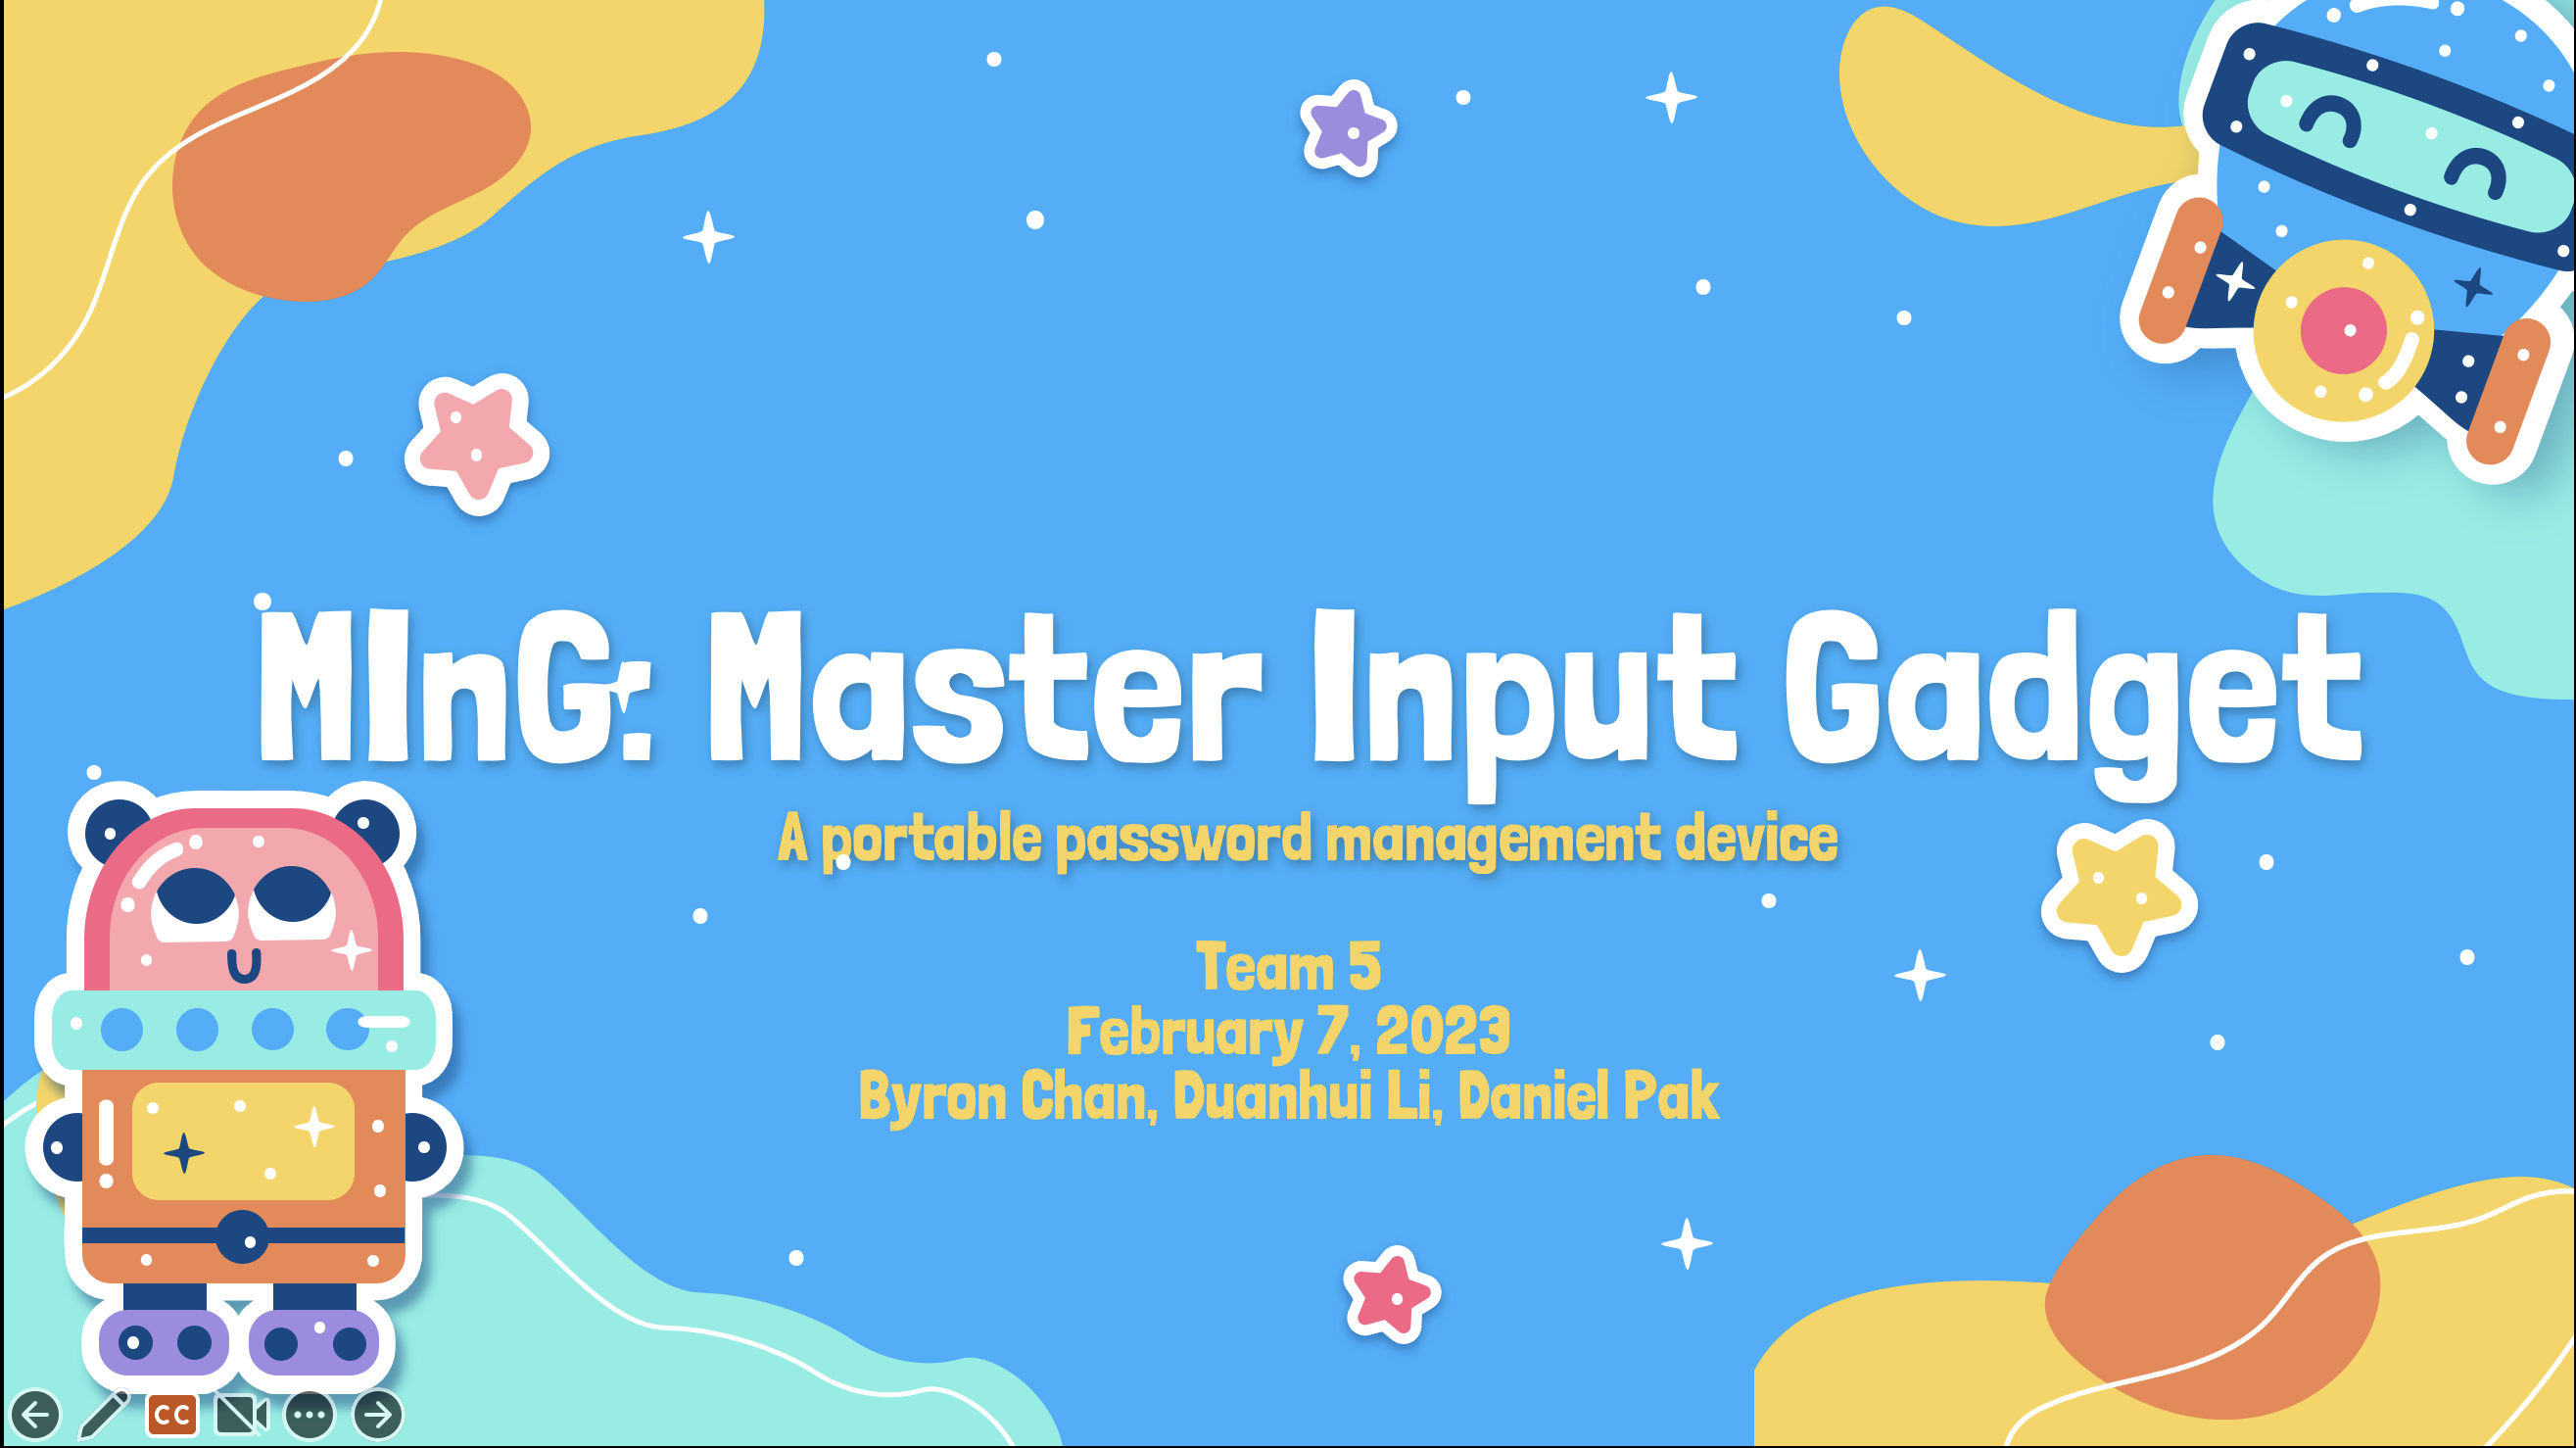 MInG: Master Input Gadget
A portable password management device
Team 5
February 7, 2023
Byron Chan, Duanhui Li, Daniel Pak
CC